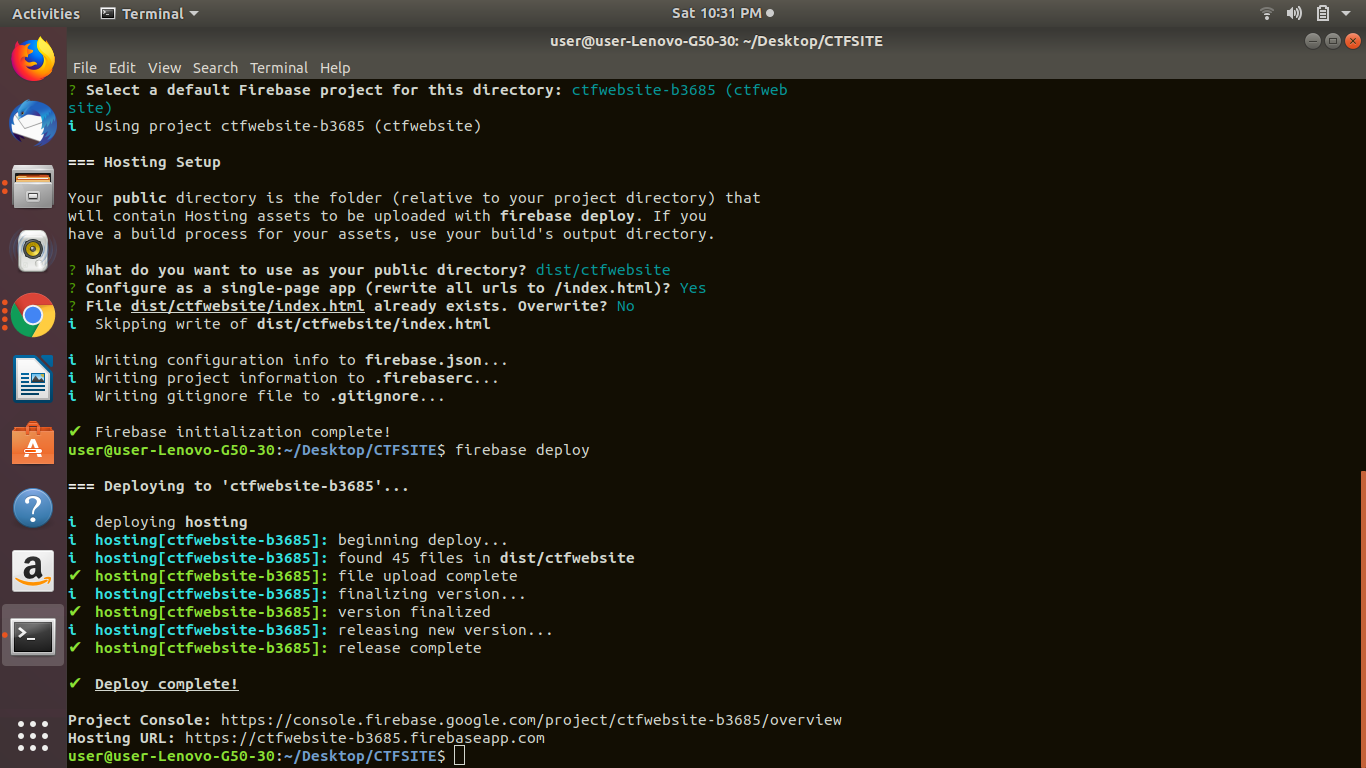 Activities Terminal Sat 10:31 PM
user@user-Lenovo-G50-30: ~/Desktop/CTFSITE
File Edit View Search Terminal Help
? Select a default Firebase project for this directory: ctfwebsite-b3685 (ctfweb
site)
i Using project ctfwebsite-b3685 (ctfwebsite)
=== Hosting Setup
Your public directory is the folder (relative to your project directory) that
will contain Hosting assets to be uploaded with firebase deploy. If you
have a build process for your assets, use your build's output directory.
? What do you want to use as your public directory? dist/ctfwebsite
? Configure as a single-page app (rewrite all urls to /index.html)? Yes
? File dist/ctfwebsite/index.html already exists. Overwrite? No
i Skipping write of dist/ctfwebsite/index.html
i Writing configuration info to firebase.json...
i Writing project information to .firebaserc...
i Writing gitignore file to .gitignore...
✔ Firebase initialization complete!
user@user-Lenovo-G50-30:~/Desktop/CTFSITE$ firebase deploy
=== Deploying to 'ctfwebsite-b3685'...
i deploying hosting
i hosting[ctfwebsite-b3685]: beginning deploy...
i hosting[ctfwebsite-b3685]: found 45 files in dist/ctfwebsite
✔ hosting[ctfwebsite-b3685]: file upload complete
i hosting[ctfwebsite-b3685]: finalizing version...
✔ hosting[ctfwebsite-b3685]: version finalized
i hosting[ctfwebsite-b3685]: releasing new version...
✔ hosting[ctfwebsite-b3685]: release complete
✔ Deploy complete!
Project Console: https://console.firebase.google.com/project/ctfwebsite-b3685/overview
Hosting URL: https://ctfwebsite-b3685.firebaseapp.com
user@user-Lenovo-G50-30:~/Desktop/CTFSITE$